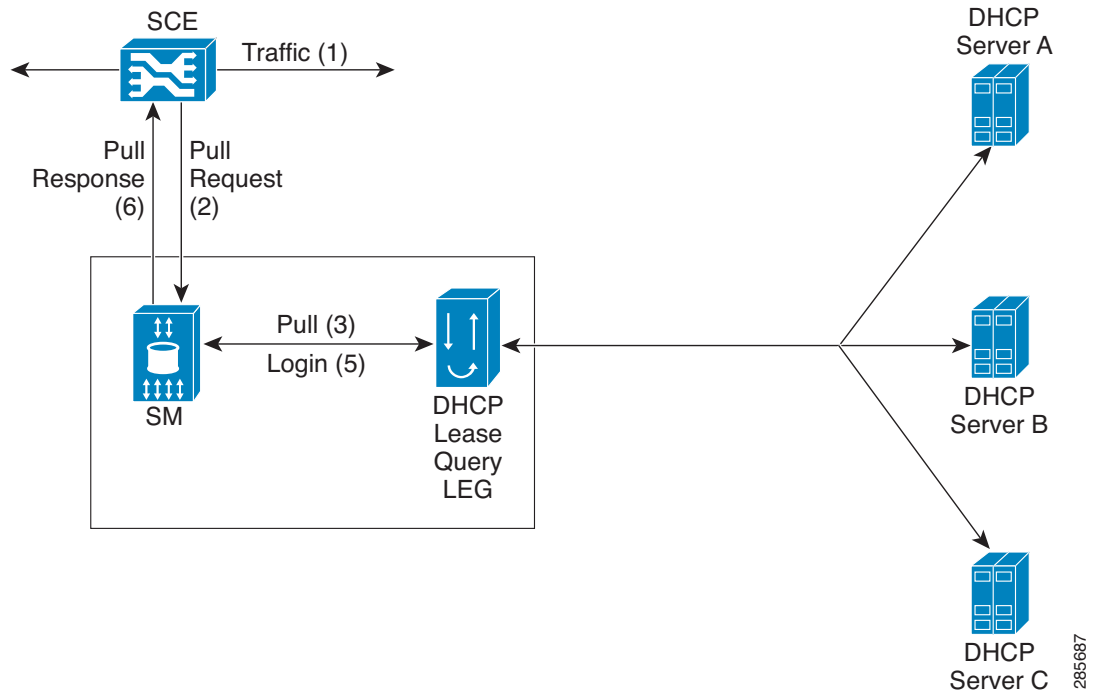 SCE
Traffic (1)
DHCP
Server A
Pull
Response
(6)
Pull
Request
(2)
Pull (3)
Login (5)
SM
DHCP
Lease
Query
LEG
DHCP
Server B
DHCP
Server C
285687